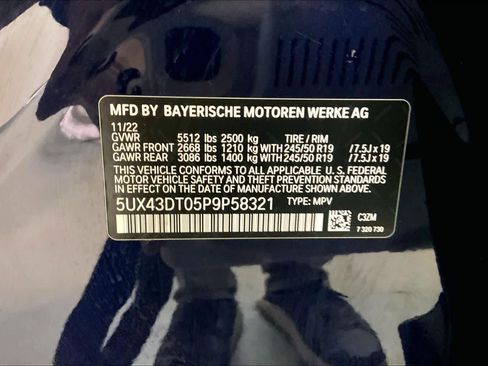 MFD BY BAYERISCHE MOTOREN WERKE AG
11/22
GVWR 5512 lbs 2500 kg TIRE / RIM
GAWR FRONT 2668 lbs 1210 kg WITH 245/50 R19 /7.5J x 19
GAWR REAR 3086 lbs 1400 kg WITH 245/50 R19 /7.5J x 19
THIS VEHICLE CONFORMS TO ALL APPLICABLE U. S. FEDERAL
MOTOR VEHICLE SAFETY, BUMPER, AND THEFT PREVENTION
STANDARDS IN EFFECT ON THE DATE OF MANUFACTURE SHOWN ABOVE.
5UX43DT05P9P58321 TYPE: MPV
C3ZM
7 320 730